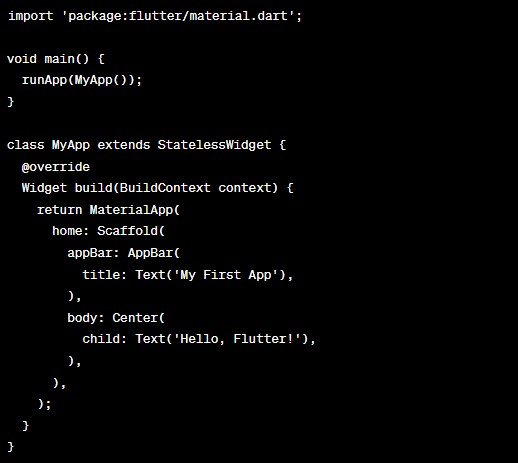 import 'package:flutter/material.dart';

void main() {
  runApp(MyApp());
}

class MyApp extends StatelessWidget {
  @override
  Widget build(BuildContext context) {
    return MaterialApp(
      home: Scaffold(
        appBar: AppBar(
          title: Text('My First App'),
        ),
        body: Center(
          child: Text('Hello, Flutter!'),
        ),
      ),
    );
  }
}